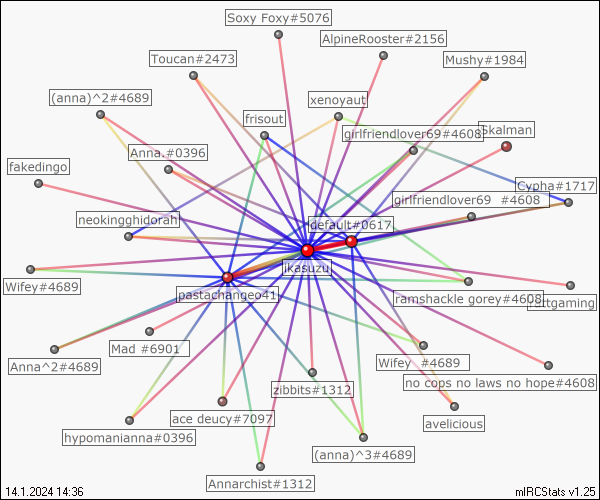 Soxy Foxy#5076
AlpineRooster#2156
Toucan#2473
Mushy#1984
(anna)^2#4689
xenoyaut
frisout
girlfriendlover69#4608
Skalman
Anna.#0396
fakedingo
Cypha#1717
girlfriendlover69  #4608
neokingghidorah
default#0617
ikasuzu
Wifey#4689
pastachangeo41
ramshackle gorey#4608
Mad #6901
Anna^2#4689
Wifey  #4689
no cops no laws no hope#4608
zibbits#1312
ace deucy#7097
avelicious
hypomanianna#0396
(anna)^3#4689
Annarchist#1312
14.1.2024 14:36
mIRCStats v1.25